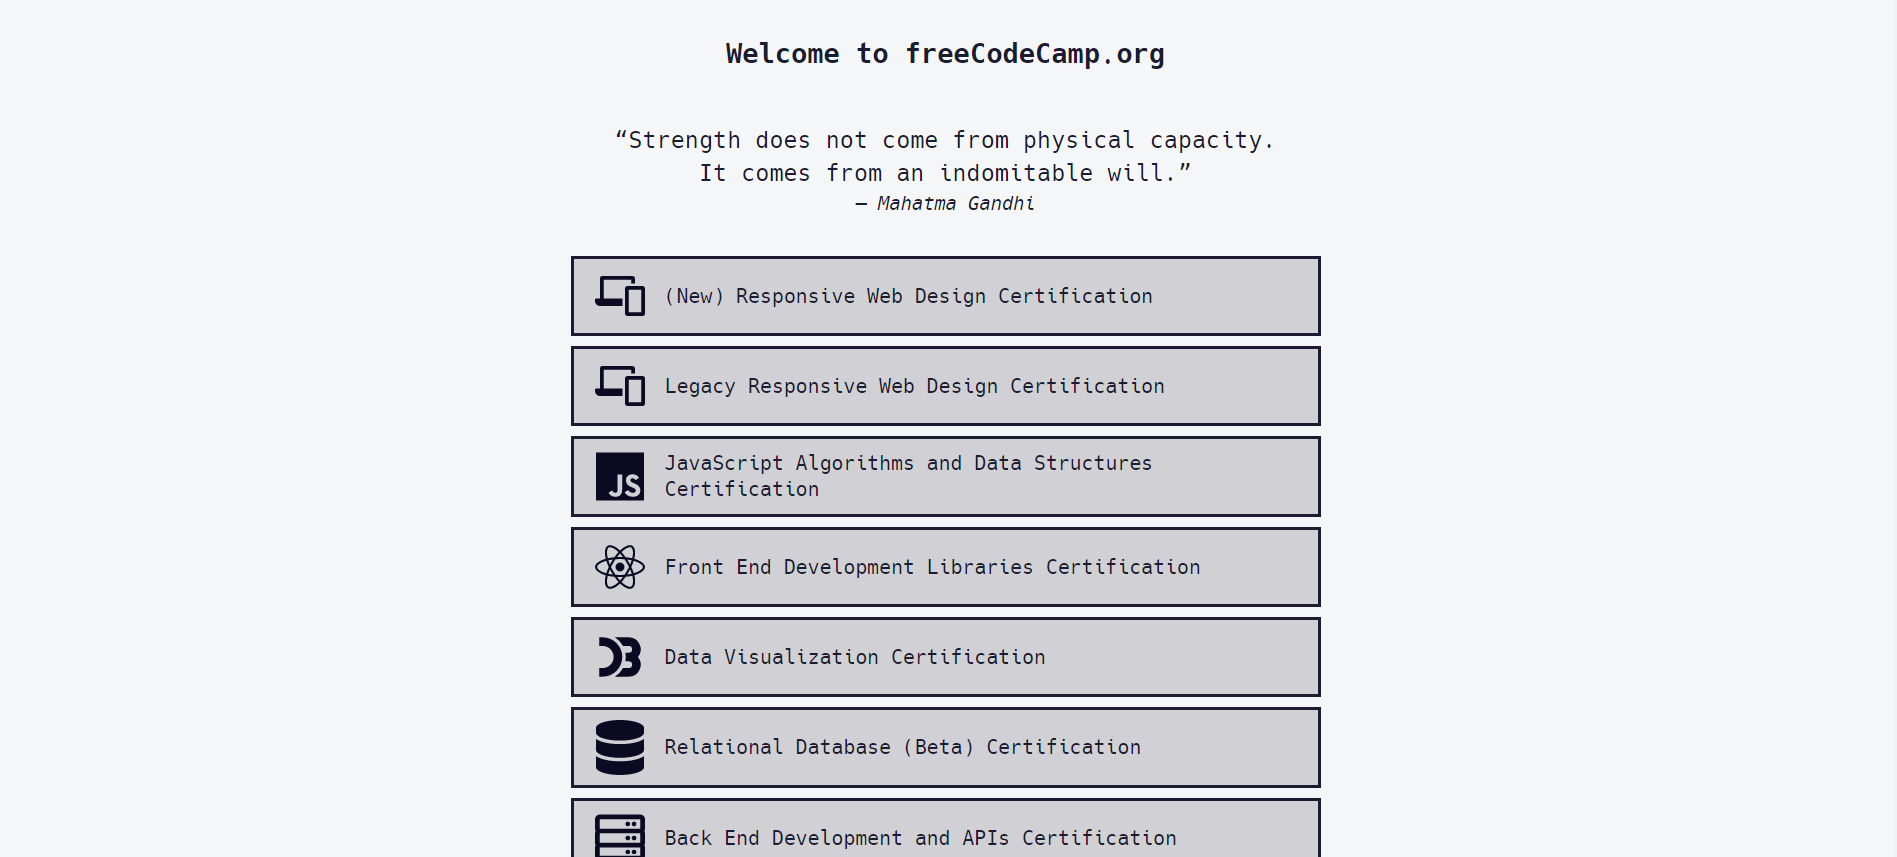 Welcome to freeCodeCamp.org
“Strength does not come from physical capacity.
It comes from an indomitable will.”
— Mahatma Gandhi
(New) Responsive Web Design Certification
Legacy Responsive Web Design Certification
JS
JavaScript Algorithms and Data Structures
Certification
Front End Development Libraries Certification
Data Visualization Certification
Relational Database (Beta) Certification
Back End Development and APIs Certification